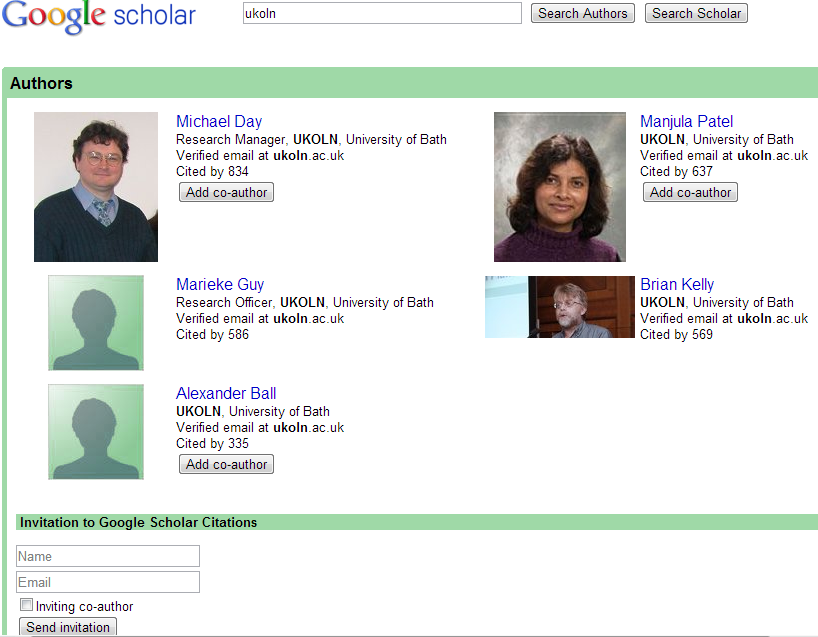 Google scholar
ukoln
Search Authors
Search Scholar
Authors
Michael Day
Research Manager, UKOLN, University of Bath
Verified email at ukoln.ac.uk
Cited by 834
Add co-author
Manjula Patel
UKOLN, University of Bath
Verified email at ukoln.ac.uk
Cited by 637
Add co-author
Marieke Guy
Research Officer, UKOLN, University of Bath
Verified email at ukoln.ac.uk
Cited by 586
Brian Kelly
UKOLN, University of Bath
Verified email at ukoln.ac.uk
Cited by 569
Alexander Ball
UKOLN, University of Bath
Verified email at ukoln.ac.uk
Cited by 335
Add co-author
Invitation to Google Scholar Citations
Name
Email
Inviting co-author
Send invitation